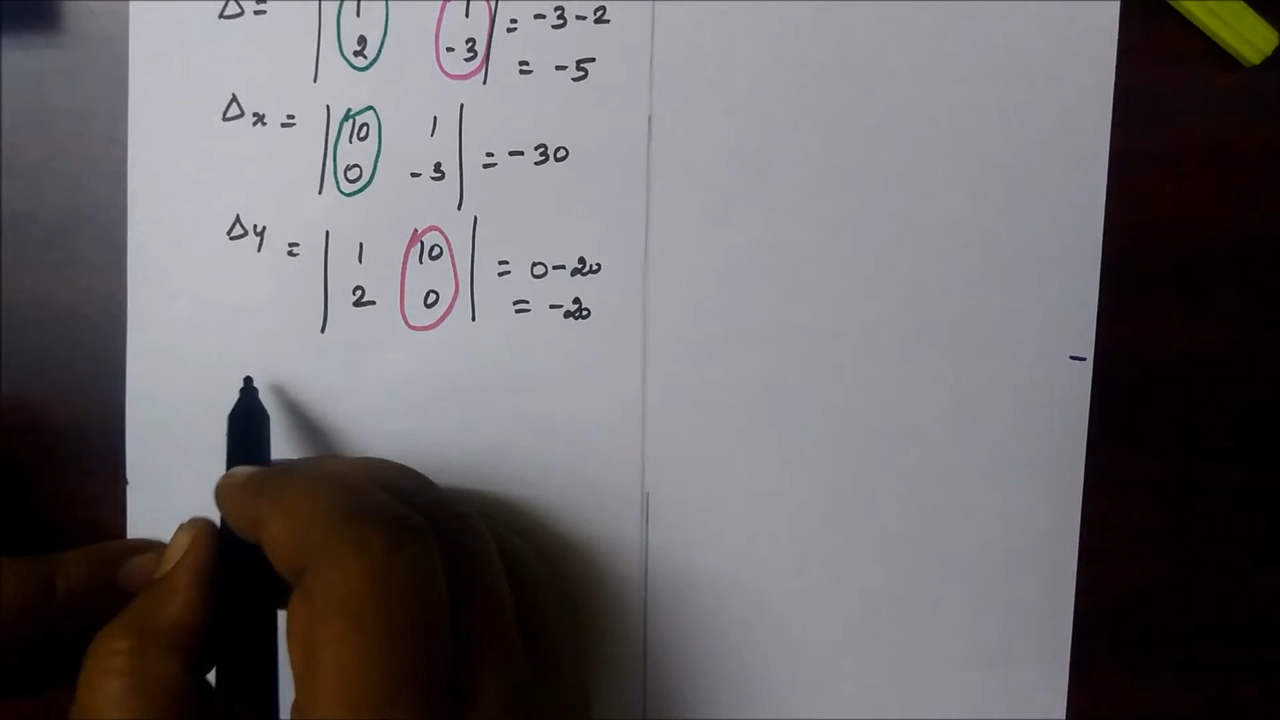 Δ = | 1 1 | = -3-2
| 2 -3 | = -5
Δx = | 10 1 |
| 0 -3 | = -30
Δy = | 1 10 | = 0-20
| 2 0 | = -20